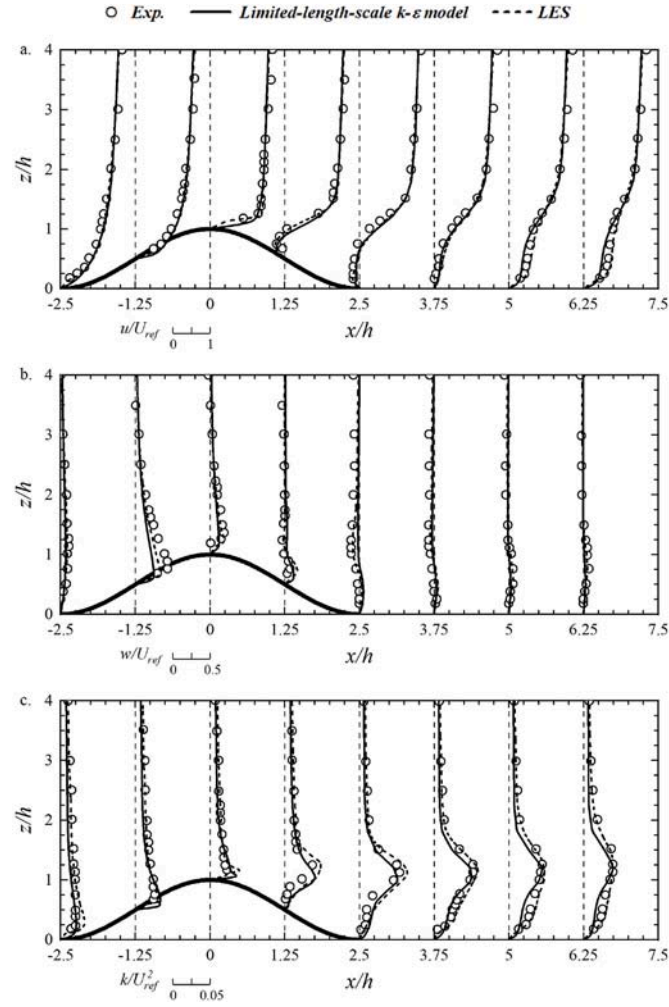 Exp. Limited-length-scale k-ε model LES
a.
4
3
2
1
0
z/h
-2.5 -1.25 0 1.25 2.5 3.75 5 6.25 7.5
u/U_ref x/h
0 1
b.
4
3
2
1
0
z/h
-2.5 -1.25 0 1.25 2.5 3.75 5 6.25 7.5
w/U_ref x/h
0 0.5
c.
4
3
2
1
0
z/h
-2.5 -1.25 0 1.25 2.5 3.75 5 6.25 7.5
k/U²_ref x/h
0 0.05